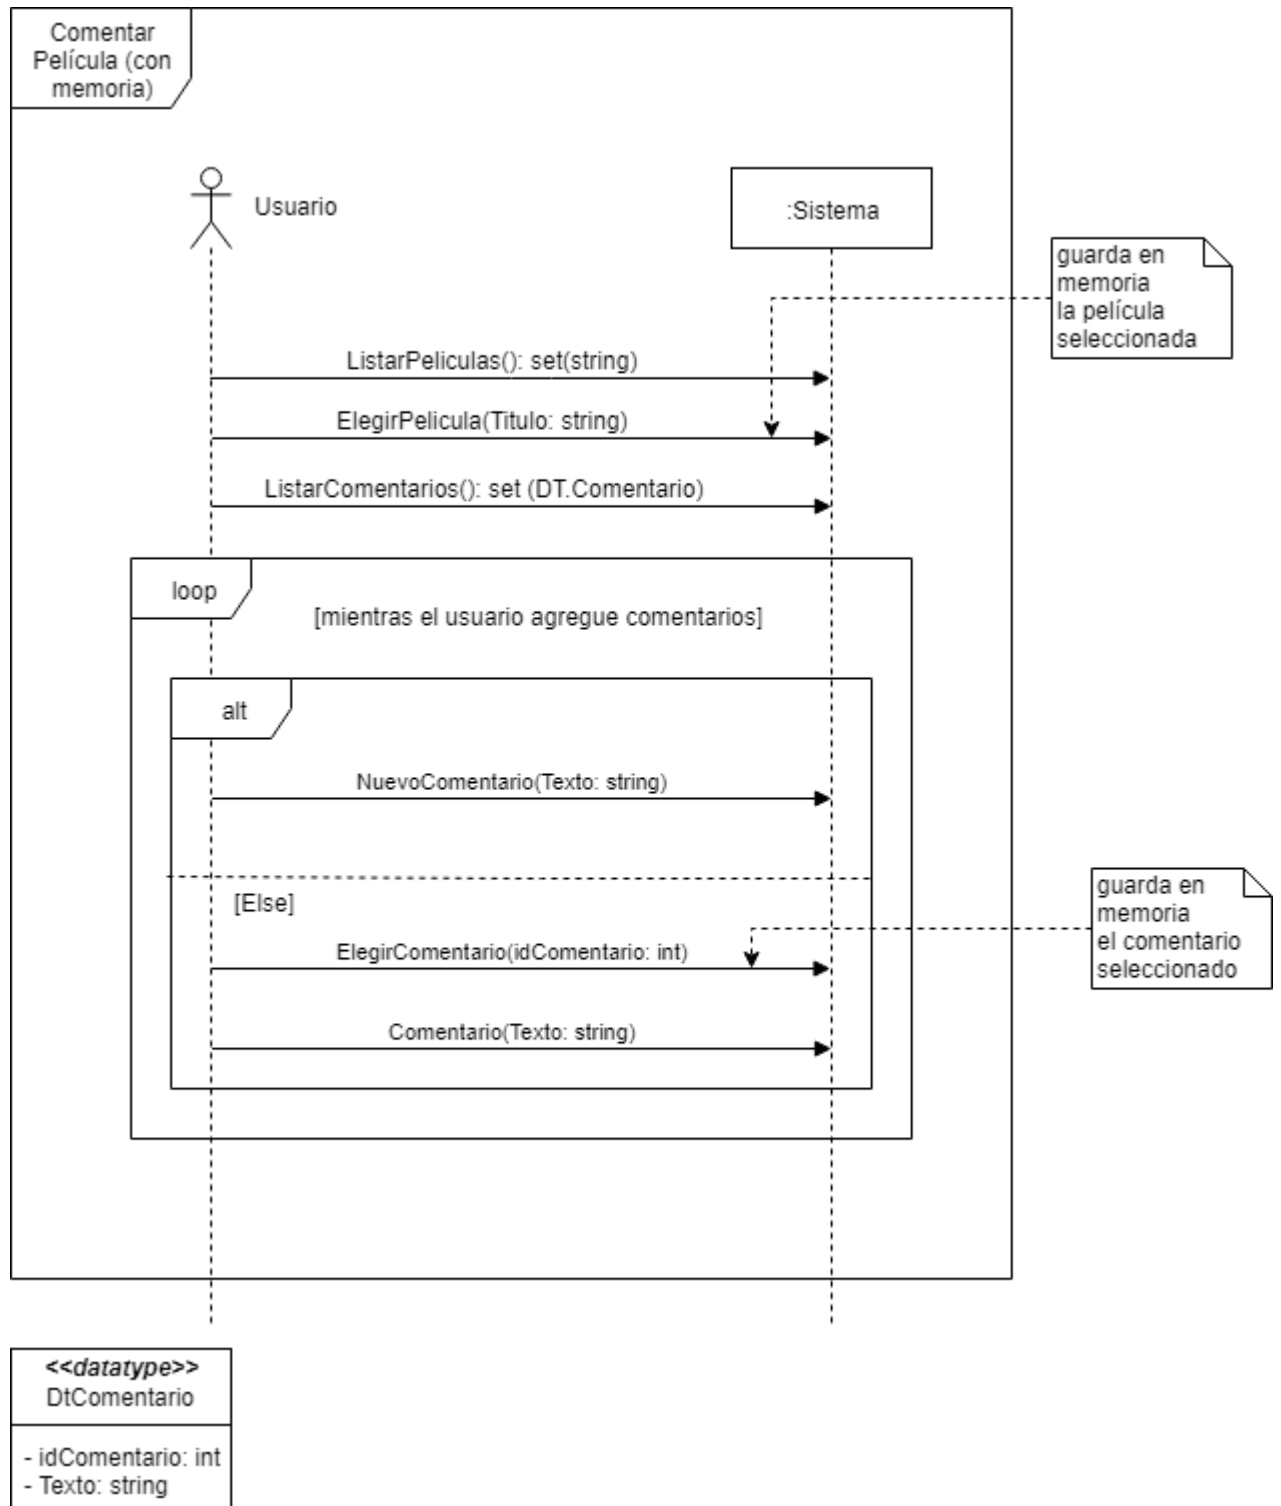 Comentar
Película (con
memoria)
Usuario
:Sistema
guarda en
memoria
la película
seleccionada
ListarPeliculas(): set(string)
ElegirPelicula(Titulo: string)
ListarComentarios(): set (DT.Comentario)
loop
[mientras el usuario agregue comentarios]
alt
NuevoComentario(Texto: string)
[Else]
guarda en
memoria
el comentario
seleccionado
ElegirComentario(idComentario: int)
Comentario(Texto: string)
<<datatype>>
DtComentario
- idComentario: int
- Texto: string